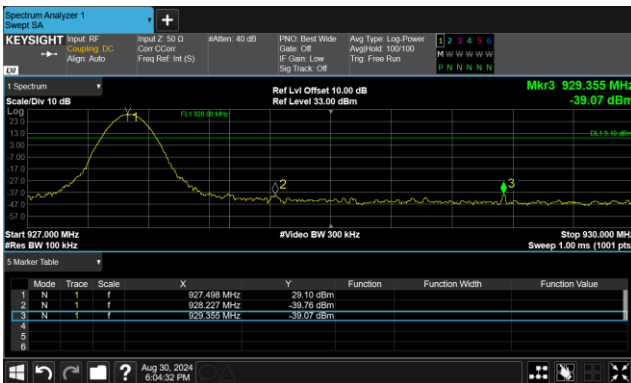 Spectrum Analyzer 1
Swept SA
+
KEYSIGHT Input: RF Input Z: 50 Ω #Atten: 40 dB PNO: Best Wide Avg Type: Log-Power 1 2 3 4 5 6
Coupling: DC Corr CCorr Gate: Off Avg|Hold: 100/100 M W W W W W
Align: Auto Freq Ref: Int (S) IF Gain: Low Trig: Free Run
Sig Track: Off P N N N N N
LXI
1 Spectrum Ref Lvl Offset 10.00 dB Mkr3 929.355 MHz
Scale/Div 10 dB Ref Level 33.00 dBm -39.07 dBm
Log
23.0 1 FL1 928.00 MHz
13.0 DL1 9.10 dBm
3.00
-7.00
-17.0
-27.0 2 3
-37.0
-47.0
-57.0
Start 927.000 MHz #Video BW 300 kHz Stop 930.000 MHz
#Res BW 100 kHz Sweep 1.00 ms (1001 pts)
5 Marker Table
Mode Trace Scale X Y Function Function Width Function Value
1 N 1 f 927.498 MHz 29.10 dBm
2 N 1 f 928.227 MHz -39.76 dBm
3 N 1 f 929.355 MHz -39.07 dBm
4
5
6
? Aug 30, 2024
6:04:32 PM